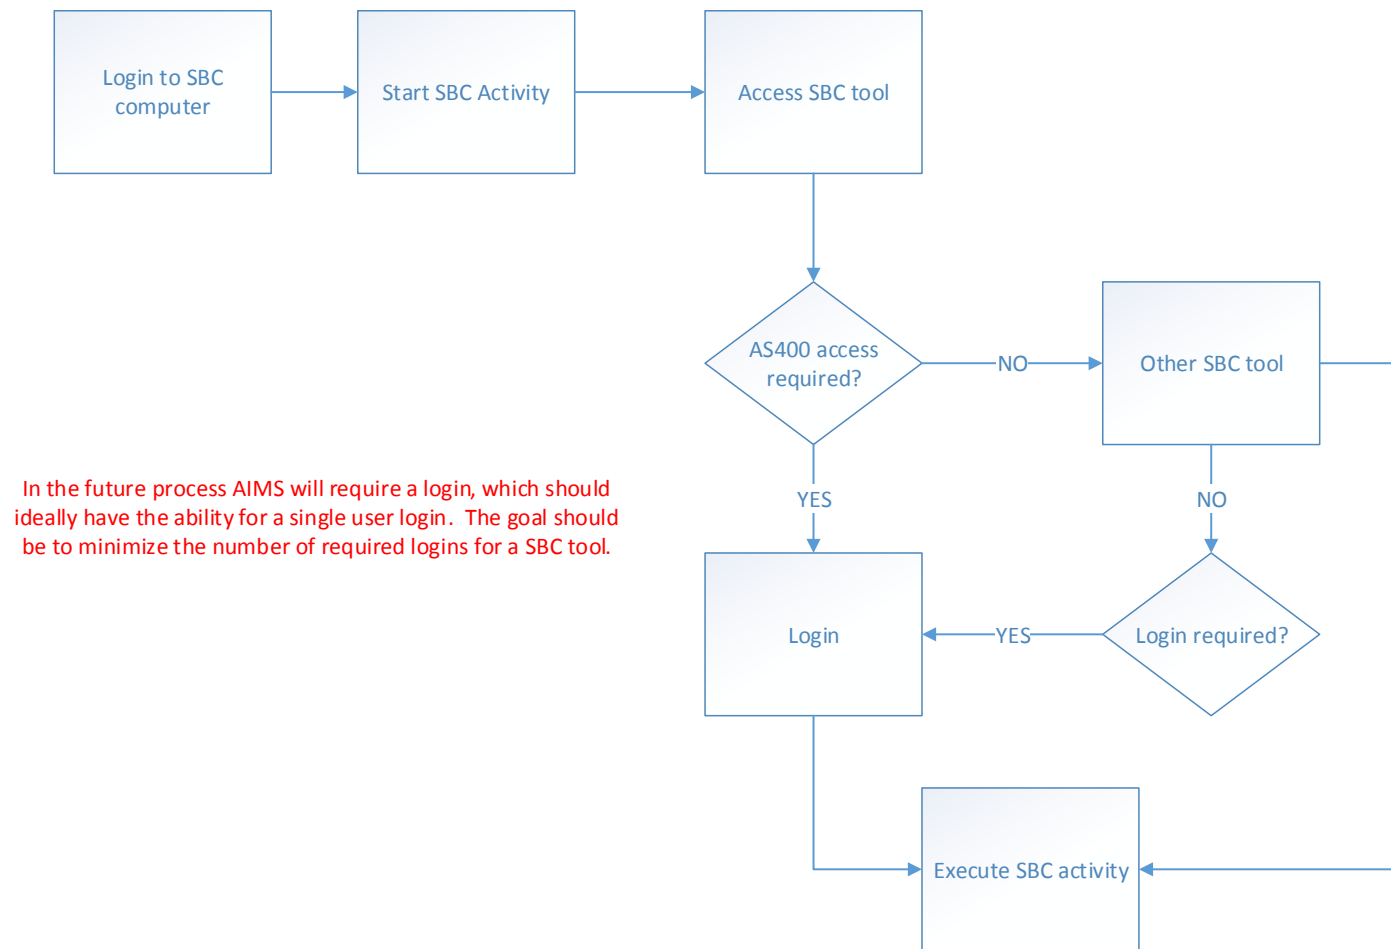 Login to SBC
computer
Start SBC Activity
Access SBC tool
AS400 access
required?
NO
Other SBC tool
YES
NO
In the future process AIMS will require a login, which should
ideally have the ability for a single user login.  The goal should
be to minimize the number of required logins for a SBC tool.
Login
YES
Login required?
Execute SBC activity